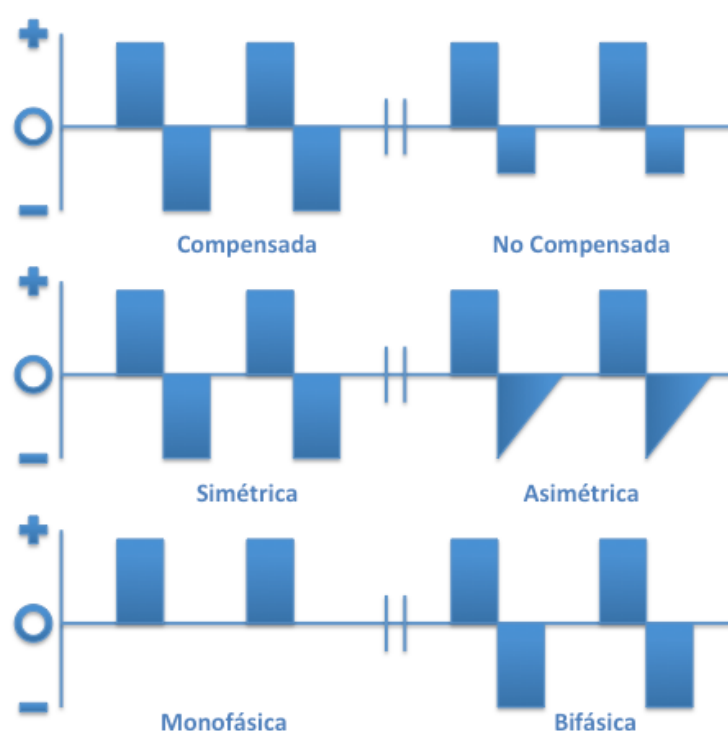 Compensada
No Compensada
Simétrica
Asimétrica
Monofásica
Bifásica